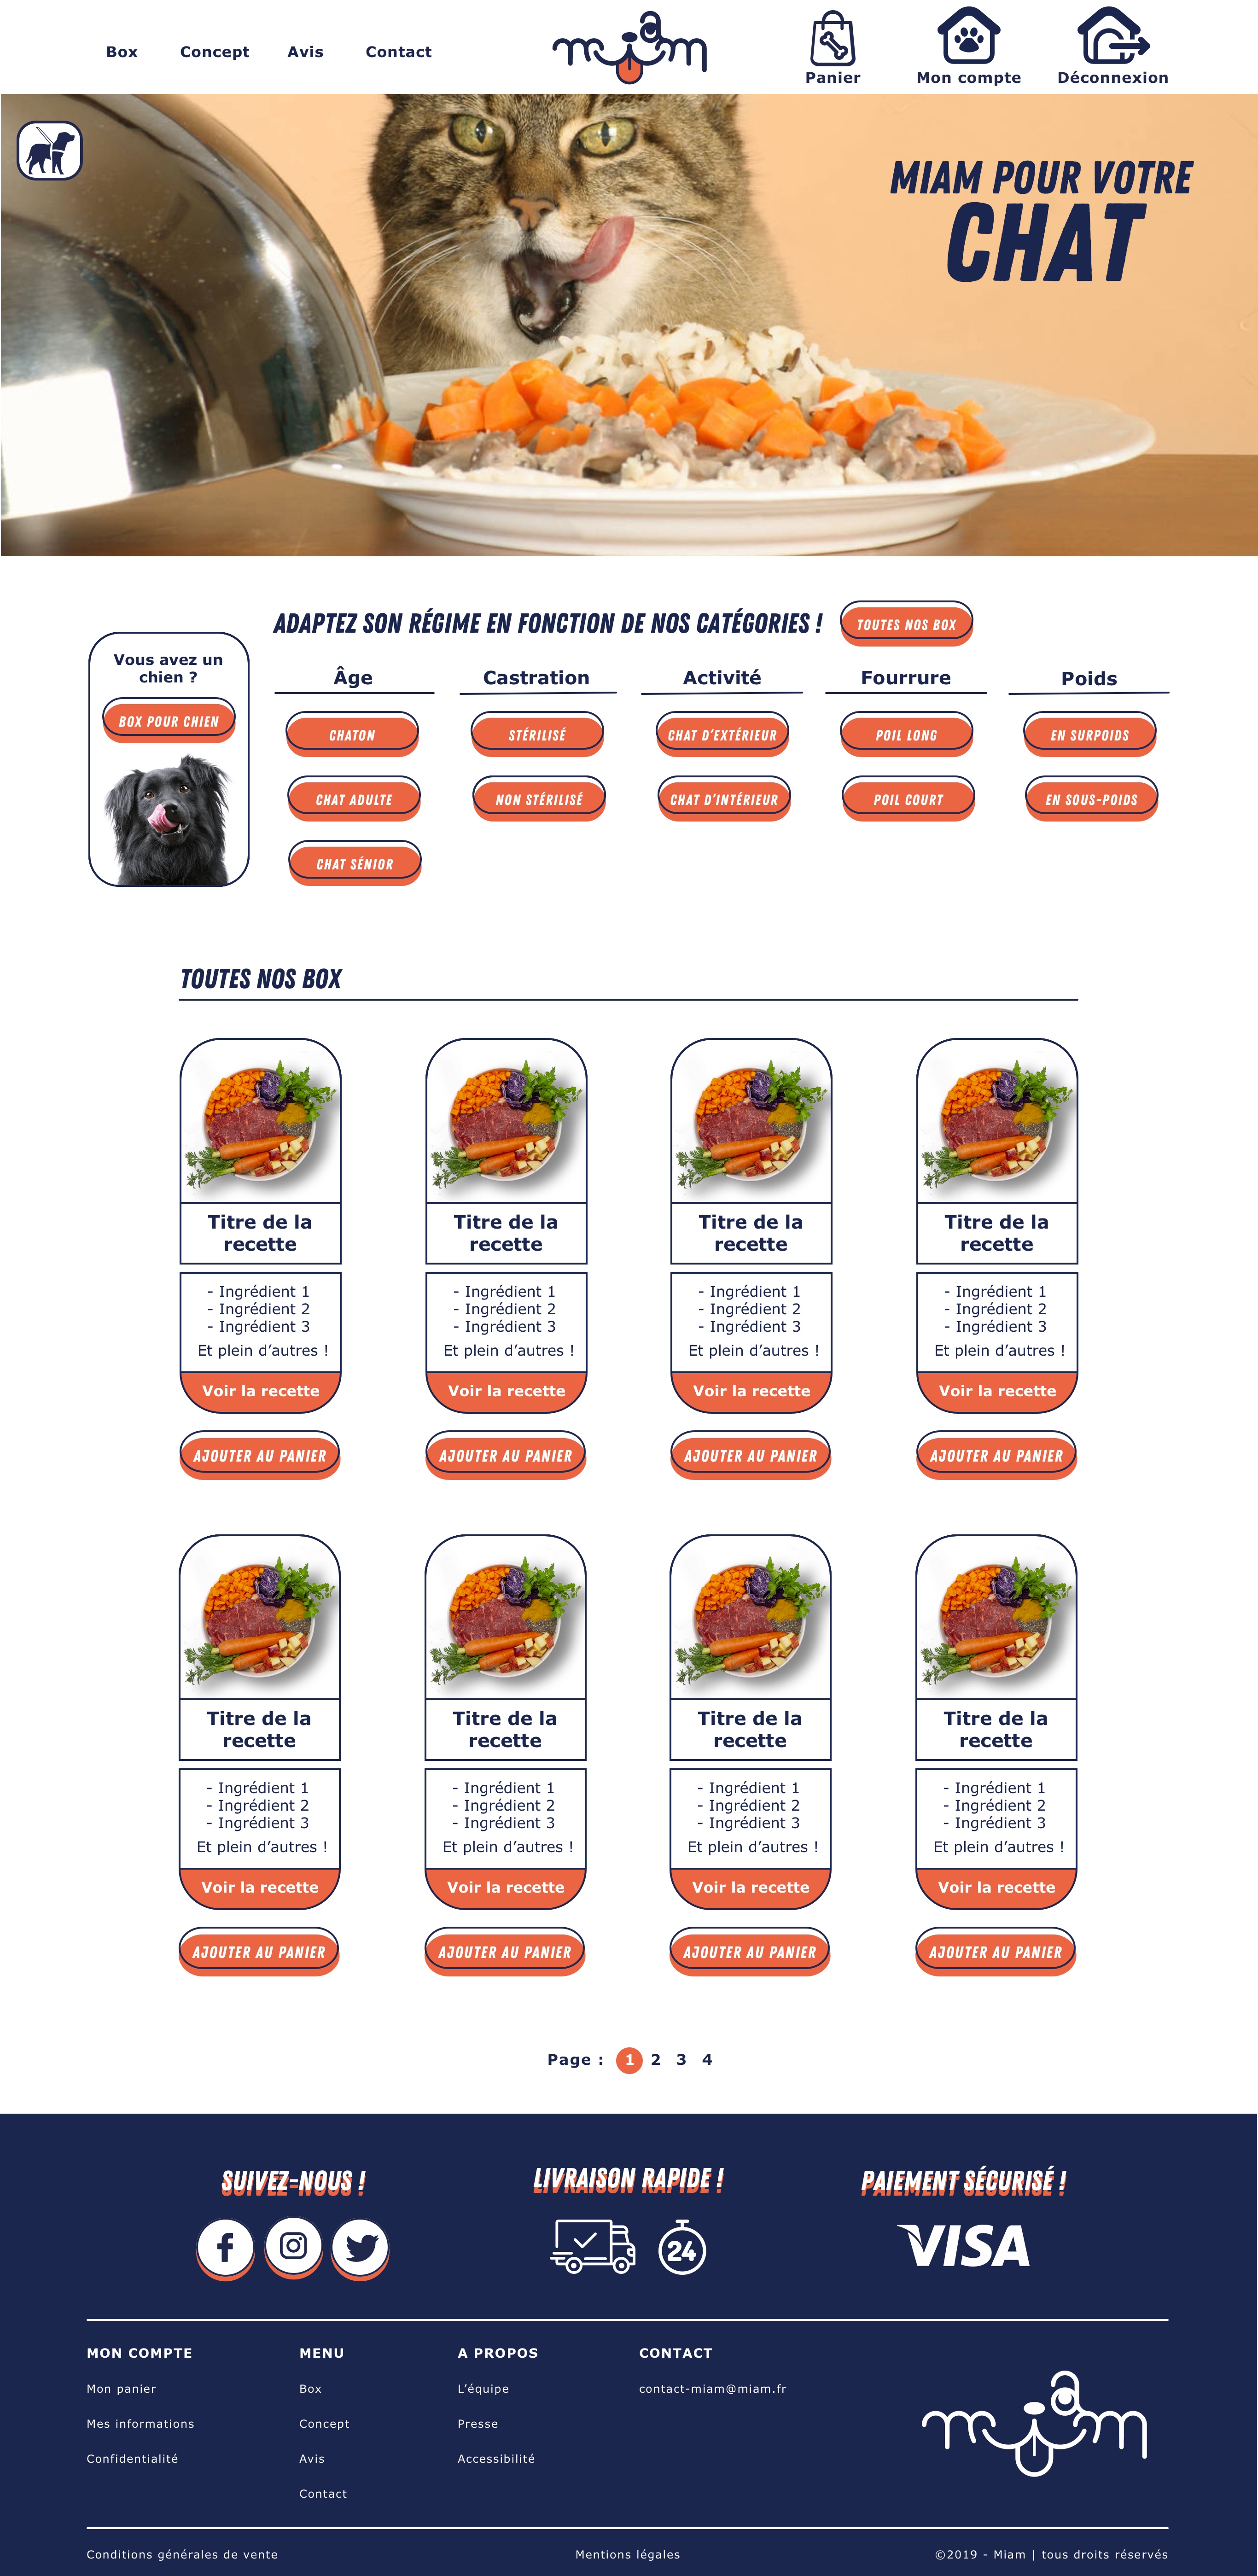 Box Concept Avis Contact
miam
Panier Mon compte Déconnexion
MIAM POUR VOTRE
CHAT
ADAPTEZ SON RÉGIME EN FONCTION DE NOS CATÉGORIES !
TOUTES NOS BOX
Vous avez un
chien ?
BOX POUR CHIEN
Âge Castration Activité Fourrure Poids
CHATON STÉRILISÉ CHAT D'EXTÉRIEUR POIL LONG EN SURPOIDS
CHAT ADULTE NON STÉRILISÉ CHAT D'INTÉRIEUR POIL COURT EN SOUS-POIDS
CHAT SÉNIOR
TOUTES NOS BOX
Titre de la
recette
- Ingrédient 1
- Ingrédient 2
- Ingrédient 3
Et plein d’autres !
Voir la recette
AJOUTER AU PANIER
Titre de la
recette
- Ingrédient 1
- Ingrédient 2
- Ingrédient 3
Et plein d’autres !
Voir la recette
AJOUTER AU PANIER
Titre de la
recette
- Ingrédient 1
- Ingrédient 2
- Ingrédient 3
Et plein d’autres !
Voir la recette
AJOUTER AU PANIER
Titre de la
recette
- Ingrédient 1
- Ingrédient 2
- Ingrédient 3
Et plein d’autres !
Voir la recette
AJOUTER AU PANIER
Titre de la
recette
- Ingrédient 1
- Ingrédient 2
- Ingrédient 3
Et plein d’autres !
Voir la recette
AJOUTER AU PANIER
Titre de la
recette
- Ingrédient 1
- Ingrédient 2
- Ingrédient 3
Et plein d’autres !
Voir la recette
AJOUTER AU PANIER
Titre de la
recette
- Ingrédient 1
- Ingrédient 2
- Ingrédient 3
Et plein d’autres !
Voir la recette
AJOUTER AU PANIER
Titre de la
recette
- Ingrédient 1
- Ingrédient 2
- Ingrédient 3
Et plein d’autres !
Voir la recette
AJOUTER AU PANIER
Page : 1 2 3 4
SUIVEZ-NOUS !
LIVRAISON RAPIDE !
24
PAIEMENT SÉCURISÉ !
VISA
MON COMPTE
Mon panier
Mes informations
Confidentialité
MENU
Box
Concept
Avis
Contact
A PROPOS
L’équipe
Presse
Accessibilité
CONTACT
contact-miam@miam.fr
miam
Conditions générales de vente
Mentions légales
©2019 - Miam | tous droits réservés